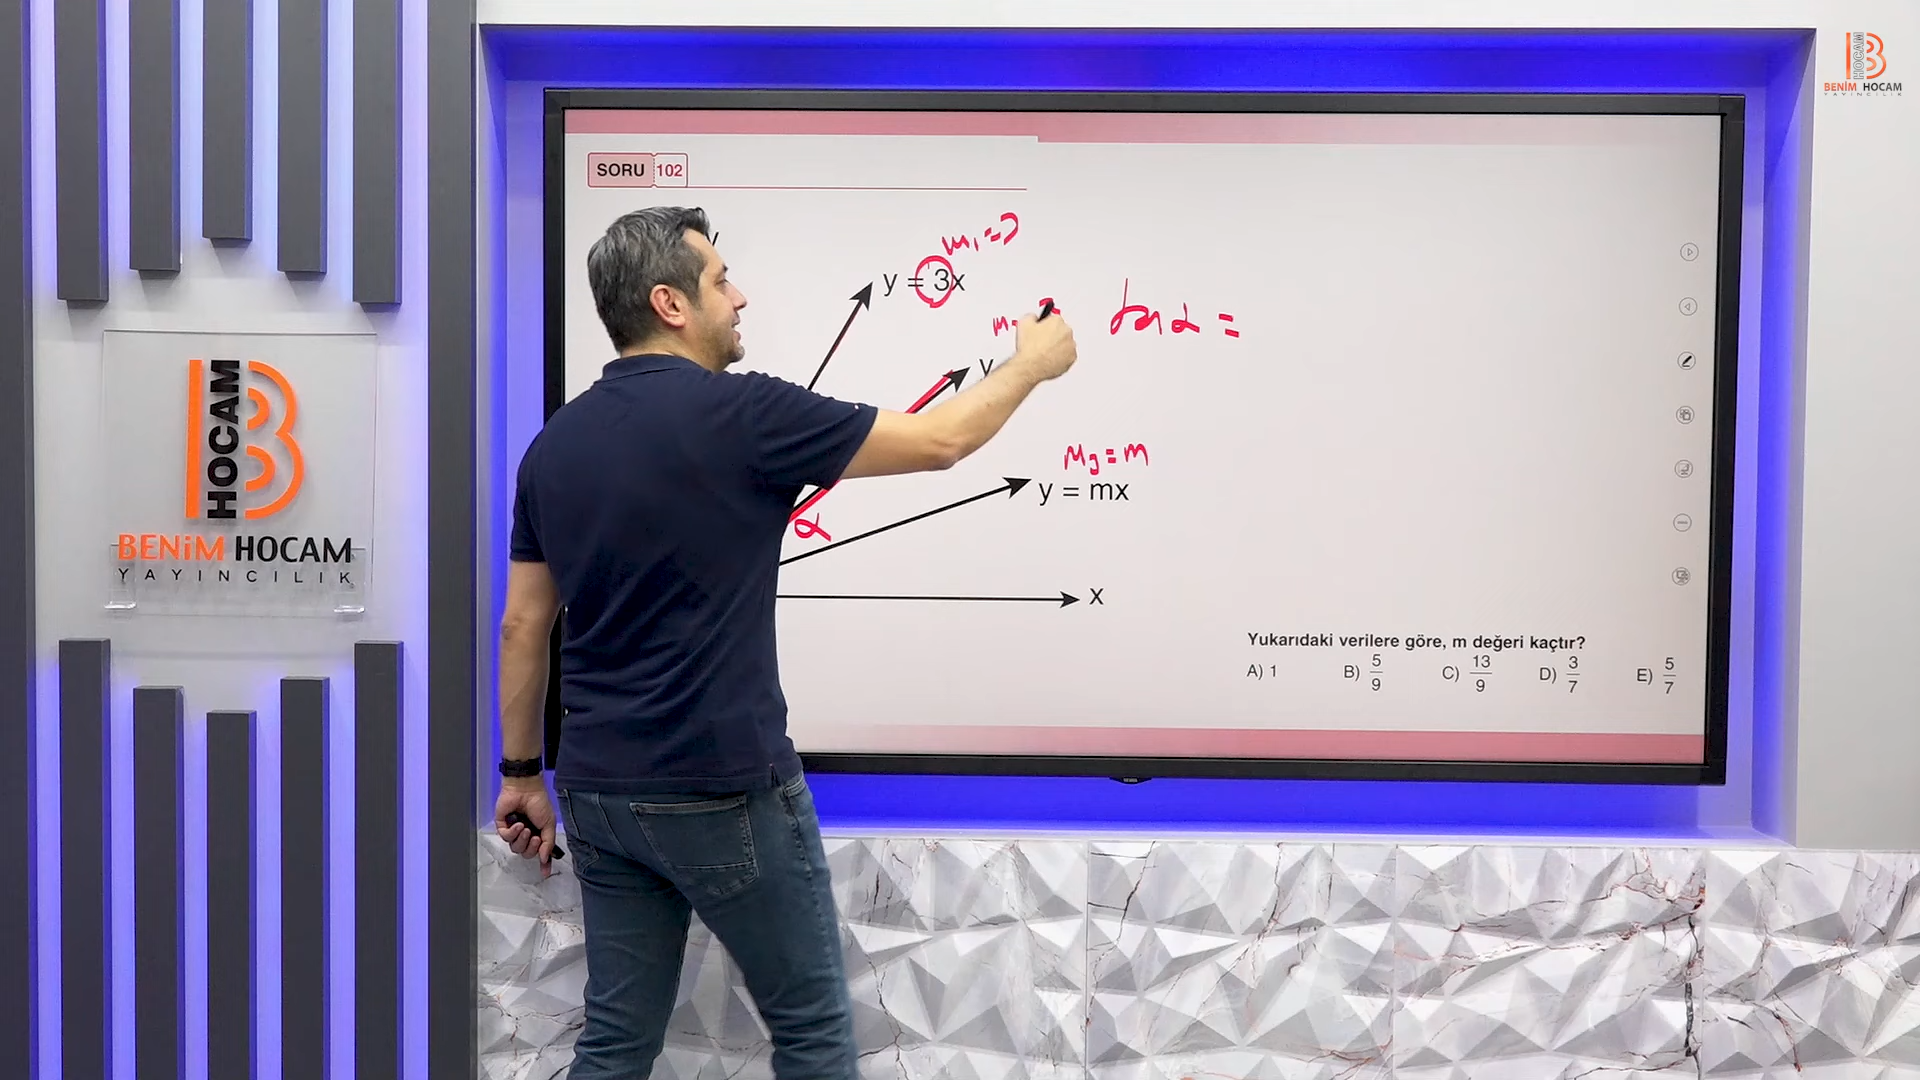 BENİM HOCAM
YAYINCILIK
SORU 102
y
m₁=3
y = 3x
tan α =
y
m₃=m
y = mx
α
x
Yukarıdaki verilere göre, m değeri kaçtır?
A) 1 B) 5/9 C) 13/9 D) 3/7 E) 5/7
HOCAM
BENİM HOCAM
YAYINCILIK